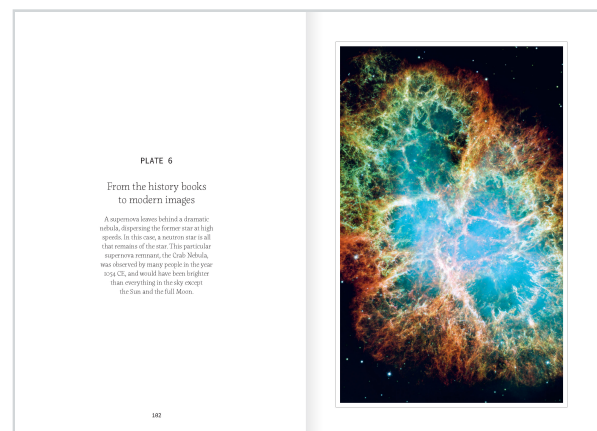 PLATE 6
From the history books
to modern images
A supernova leaves behind a dramatic
nebula, dispersing the former star at high
speeds. In this case, a neutron star is all
that remains of the star. This particular
supernova remnant, the Crab Nebula,
was observed by many people in the year
1054 CE, and would have been brighter
than everything in the sky except
the Sun and the full Moon.
102